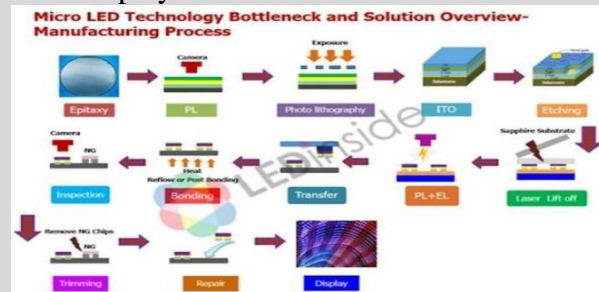 Micro LED Technology Bottleneck and Solution Overview-
Manufacturing Process
Camera
Exposure
Epitaxy
PL
Photo lithography
ITO
Etching
Camera
NG
Heat
Reflow or Post Bonding
Sapphire Substrate
Inspection
Bonding
Transfer
PL+EL
Laser Lift off
Remove NG Chips
NG
Trimming
Repair
Display
LEDinside